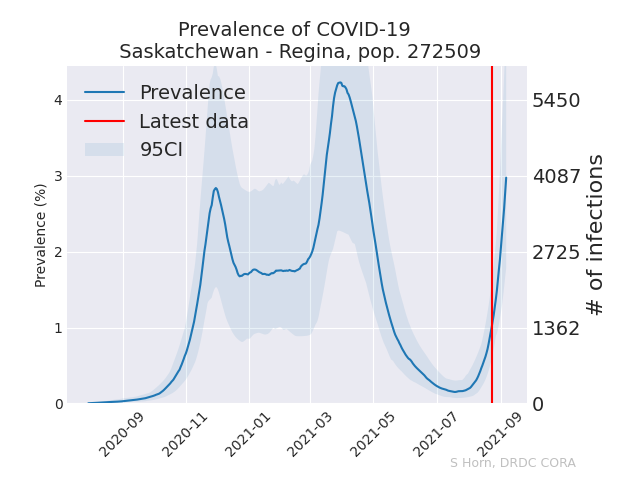 Prevalence of COVID-19
Saskatchewan - Regina, pop. 272509
Prevalence
Latest data
95CI
Prevalence (%)
4
3
2
1
0
5450
4087
2725
1362
0
# of infections
2020-09
2020-11
2021-01
2021-03
2021-05
2021-07
2021-09
S Horn, DRDC CORA